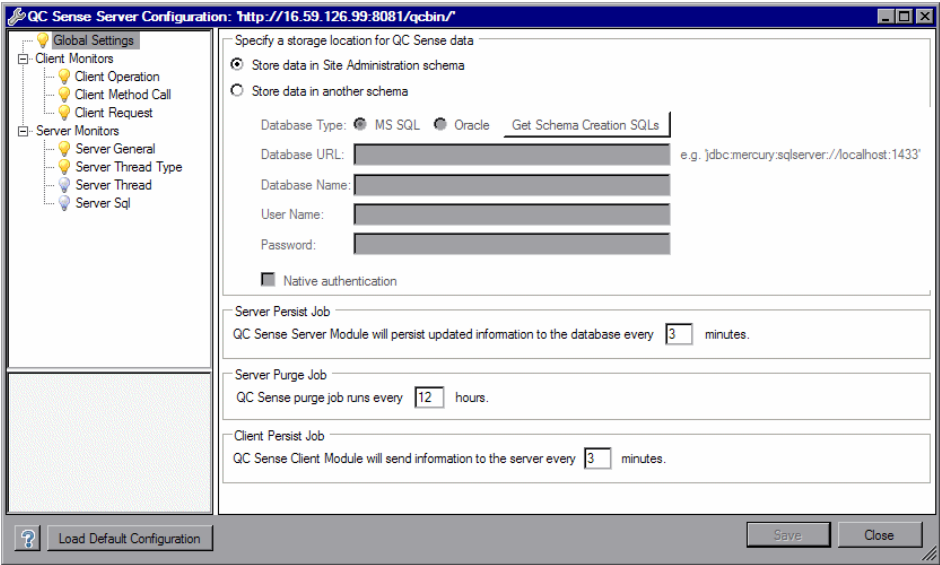 QC Sense Server Configuration: 'http://16.59.126.99:8081/qcbin/'
Global Settings
Client Monitors
Client Operation
Client Method Call
Client Request
Server Monitors
Server General
Server Thread Type
Server Thread
Server Sql
Specify a storage location for QC Sense data
Store data in Site Administration schema
Store data in another schema
Database Type: MS SQL Oracle Get Schema Creation SQLs
Database URL: e.g. 'jdbc:mercury:sqlserver://localhost:1433'
Database Name:
User Name:
Password:
Native authentication
Server Persist Job
QC Sense Server Module will persist updated information to the database every 3 minutes.
Server Purge Job
QC Sense purge job runs every 12 hours.
Client Persist Job
QC Sense Client Module will send information to the server every 3 minutes.
? Load Default Configuration Save Close